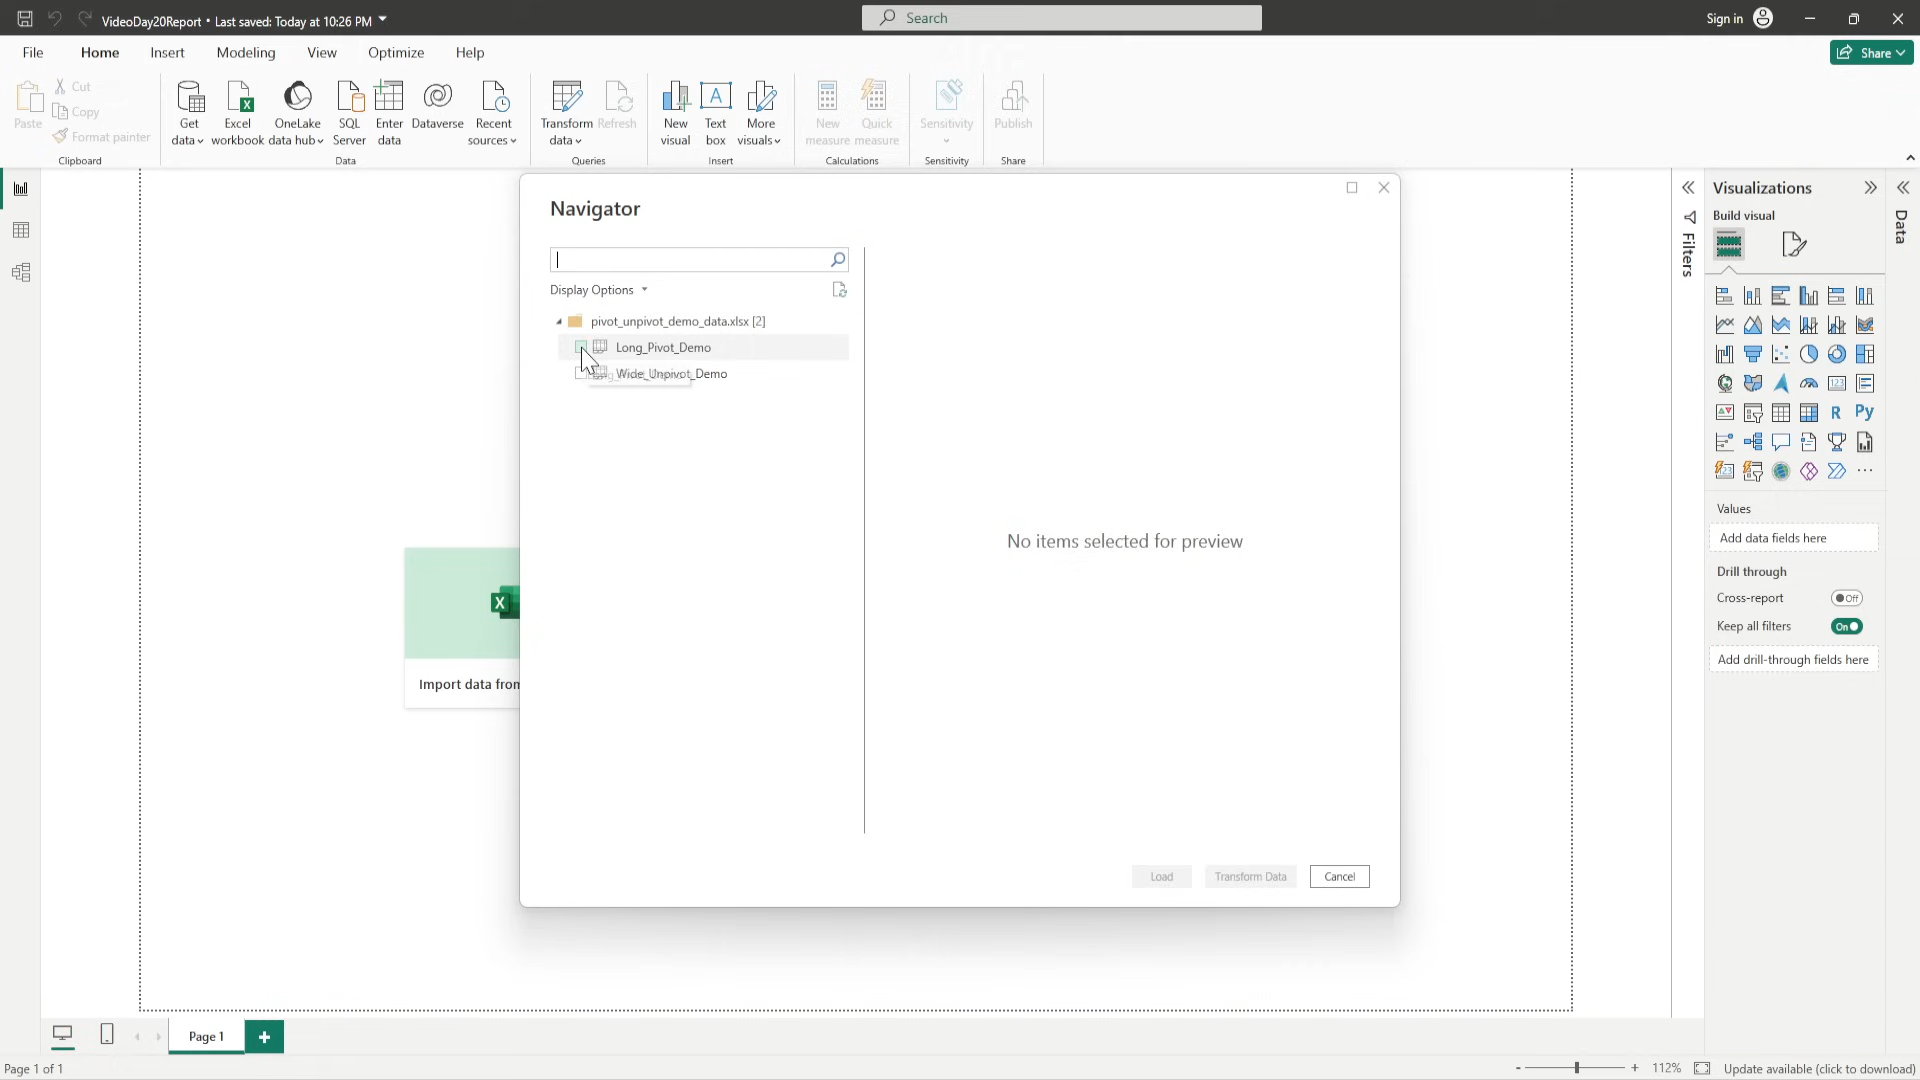 VideoDay20Report • Last saved: Today at 10:26 PM
Search
Sign in
File Home Insert Modeling View Optimize Help
Share
Paste
Cut
Copy
Format painter
Clipboard
Get data
Excel workbook
OneLake data hub
SQL Server
Enter data
Dataverse
Recent sources
Data
Transform data
Refresh
Queries
New visual
Text box
More visuals
Insert
New measure
Quick measure
Calculations
Sensitivity
Sensitivity
Publish
Share
Navigator
Display Options
pivot_unpivot_demo_data.xlsx [2]
Long_Pivot_Demo
Wide_Unpivot_Demo
No items selected for preview
Load
Transform Data
Cancel
Import data from
Filters
Visualizations
Build visual
123
R
Py
123
Values
Add data fields here
Drill through
Cross-report
Off
Keep all filters
On
Add drill-through fields here
Data
Page 1
Page 1 of 1
112%
Update available (click to download)